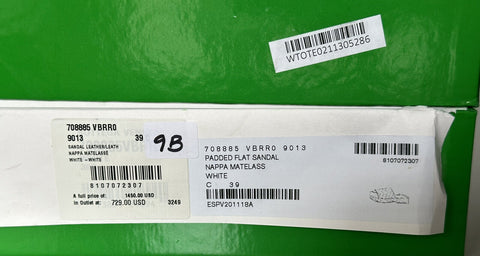 WTOTE0211305286
708885 VBRR0
9013 39
SANDAL LEATHER/LEATH
NAPPA MATELASSÉ
WHITE -WHITE
8107072307
A full price of: 1450.00 USD
In Outlet at: 729.00 USD 3249
9B
708885 VBRR0 9013
PADDED FLAT SANDAL
NAPPA MATELASS
WHITE
C 39
ESPV201118A
8107072307